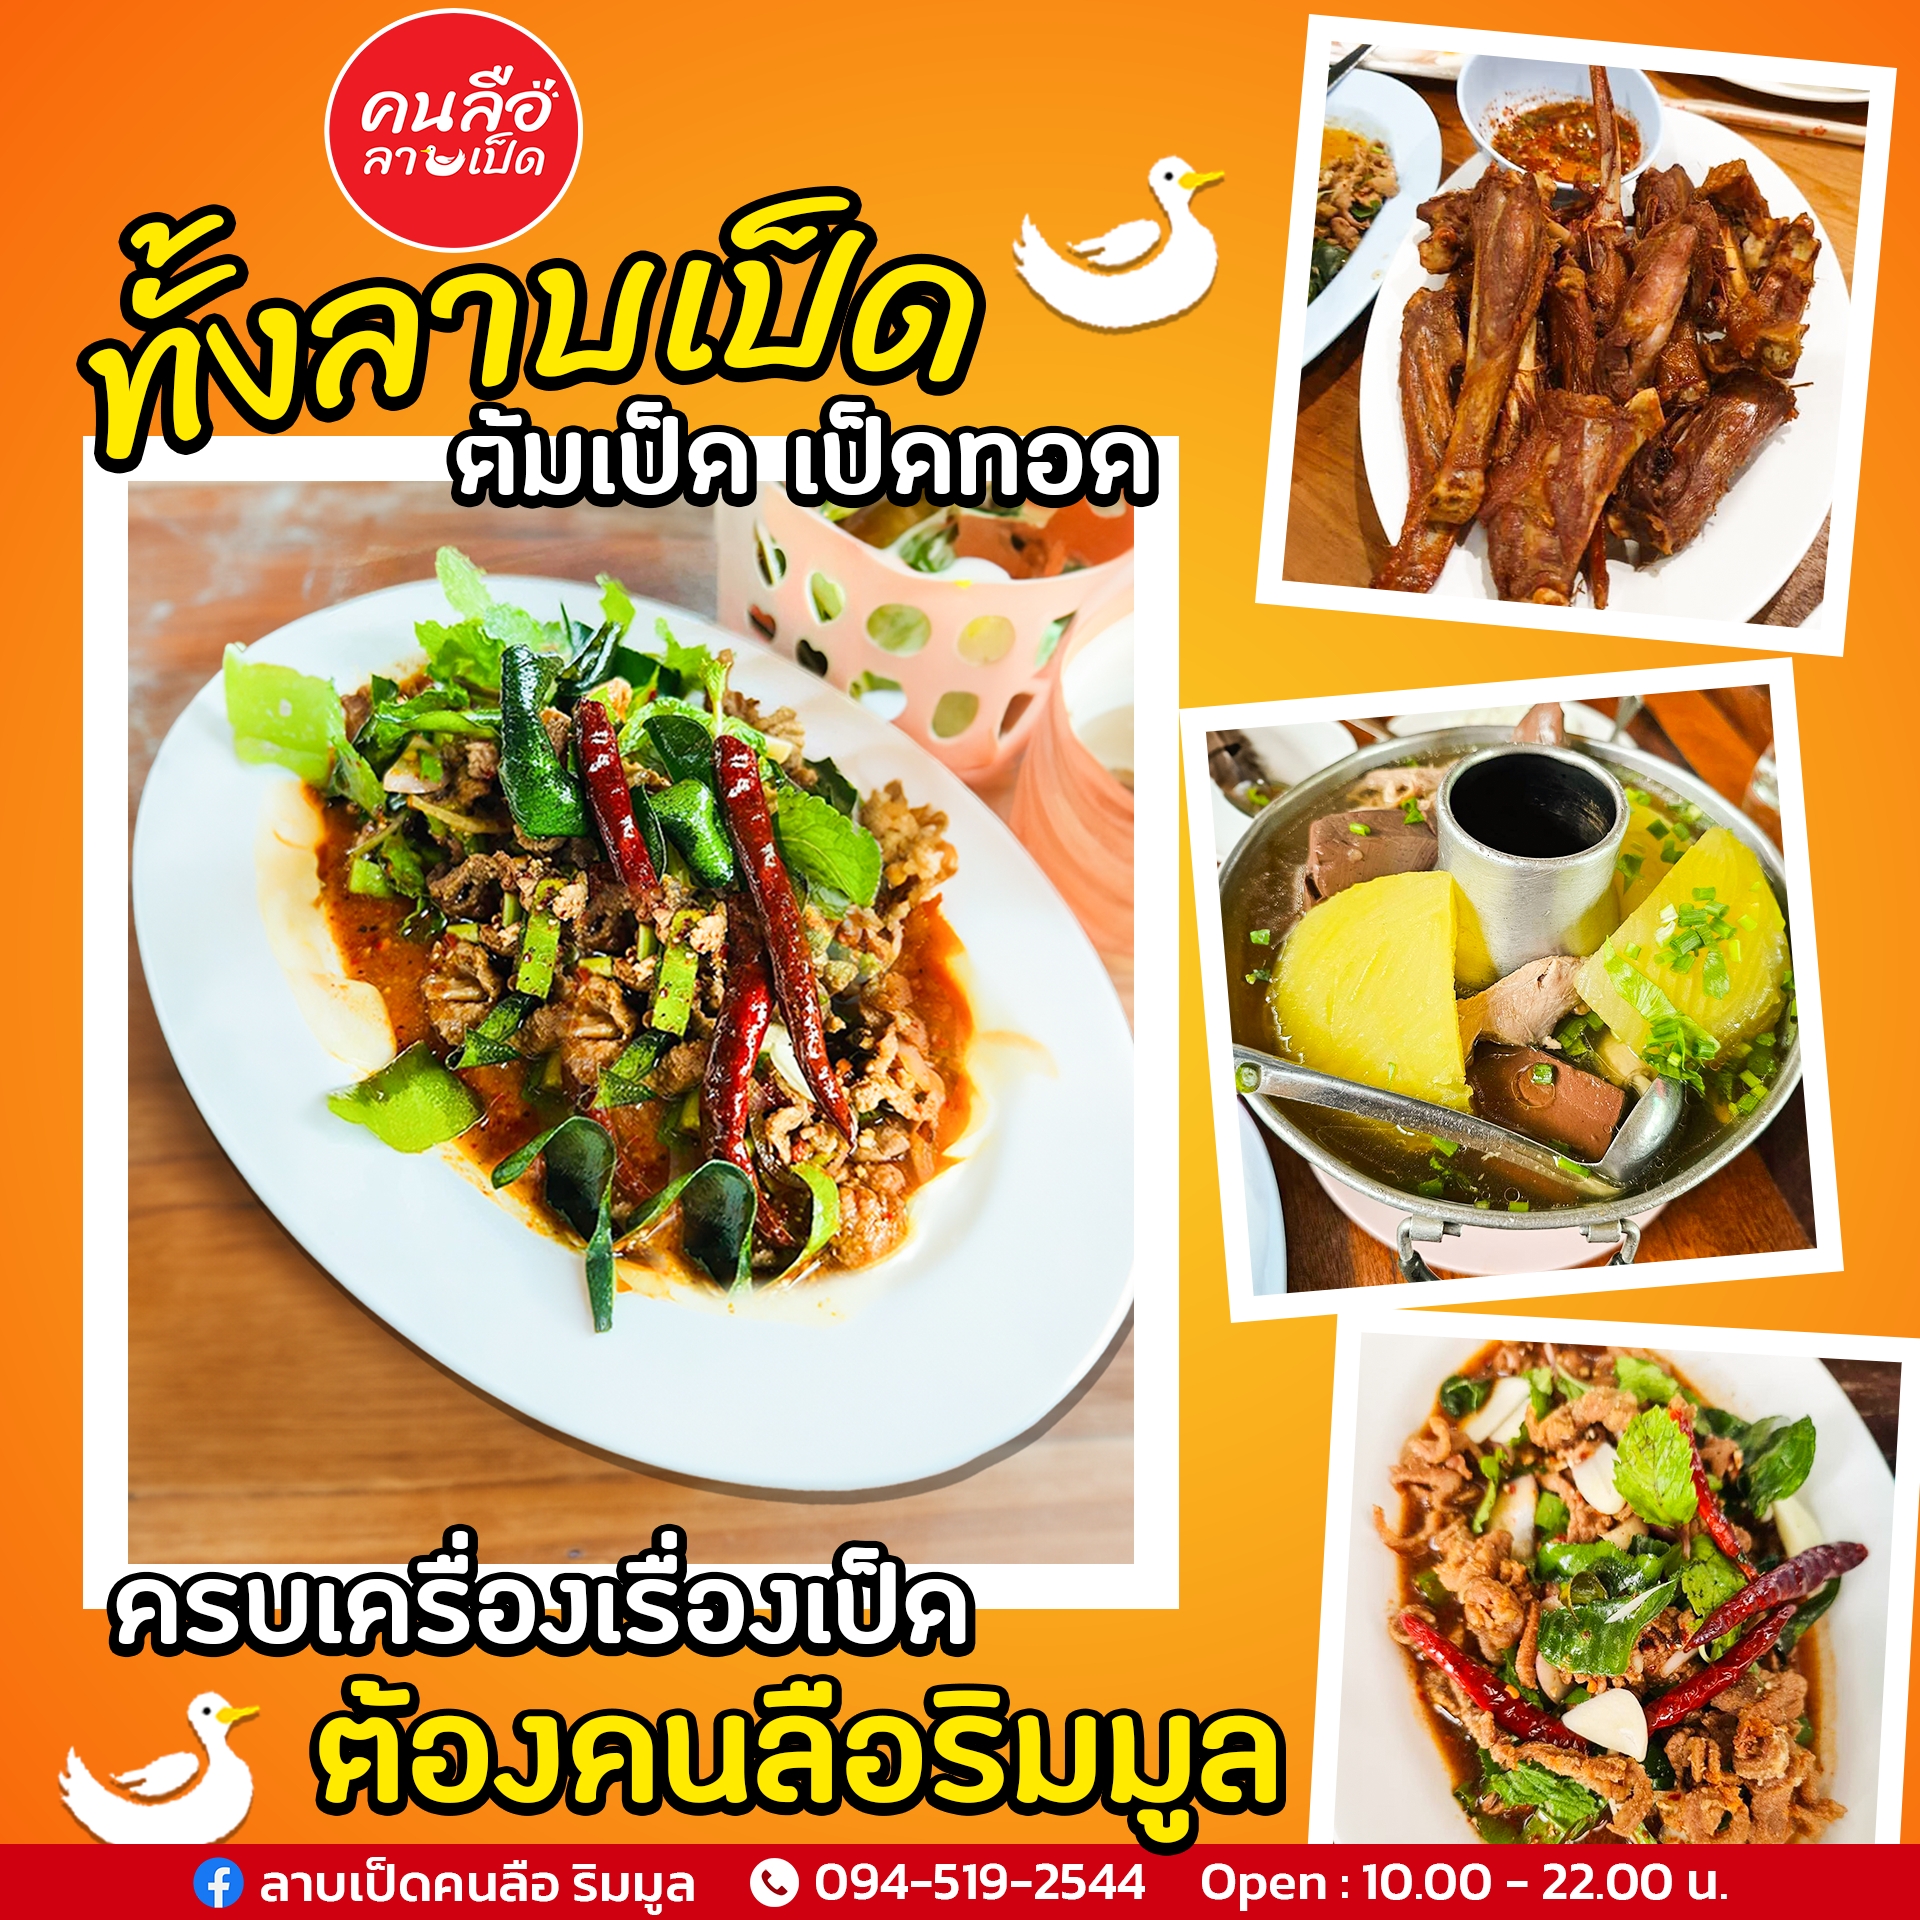 คนลือ
ลาบเป็ด
ทั้งลาบเป็ด
ต้มเป็ด เป็ดทอด
ครบเครื่องเรื่องเป็ด
ต้องคนลือริมมูล
ลาบเป็ดคนลือ ริมมูล 094-519-2544 Open : 10.00 - 22.00 น.